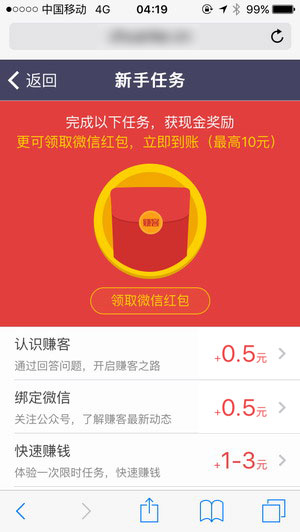 中国移动 4G 04:19 99%
返回 新手任务
完成以下任务，获现金奖励
更可领取微信红包，立即到账（最高10元）
赚客
领取微信红包
认识赚客
通过回答问题，开启赚客之路
+0.5元
绑定微信
关注公众号，了解赚客最新动态
+0.5元
快速赚钱
体验一次限时任务，快速赚钱
+1-3元